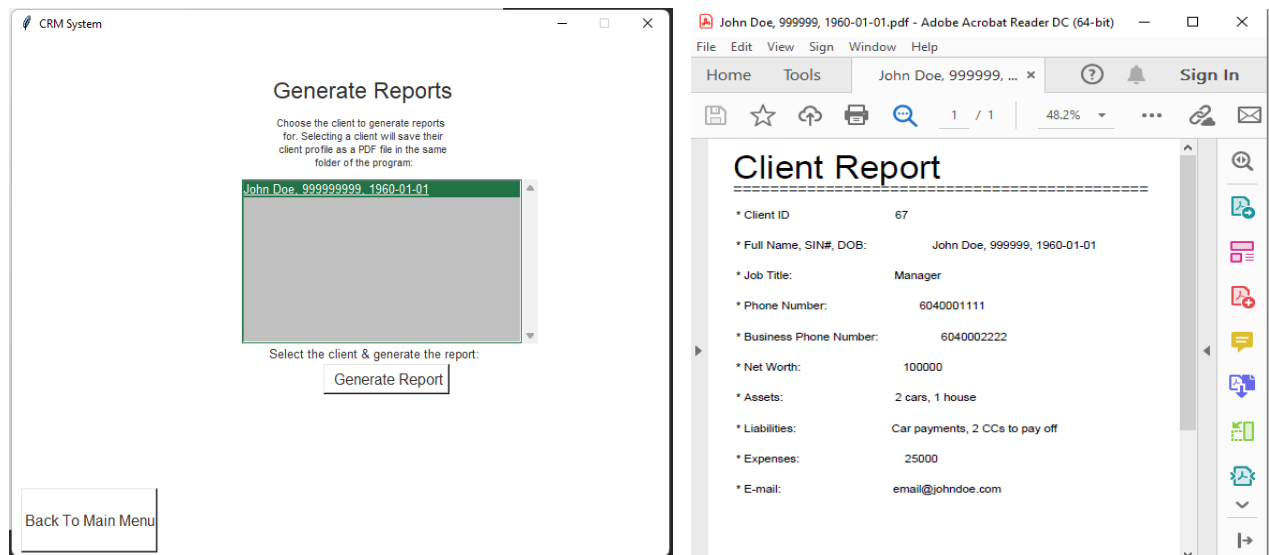 CRM System
Generate Reports
Choose the client to generate reports
for. Selecting a client will save their
client profile as a PDF file in the same
folder of the program:
John Doe, 999999999, 1960-01-01
Select the client & generate the report:
Generate Report
Back To Main Menu
John Doe, 999999, 1960-01-01.pdf - Adobe Acrobat Reader DC (64-bit)
File Edit View Sign Window Help
Home Tools John Doe, 999999, ... × Sign In
1 / 1 48.2%
Client Report
=============================================
* Client ID 67
* Full Name, SIN#, DOB: John Doe, 999999, 1960-01-01
* Job Title: Manager
* Phone Number: 6040001111
* Business Phone Number: 6040002222
* Net Worth: 100000
* Assets: 2 cars, 1 house
* Liabilities: Car payments, 2 CCs to pay off
* Expenses: 25000
* E-mail: email@johndoe.com